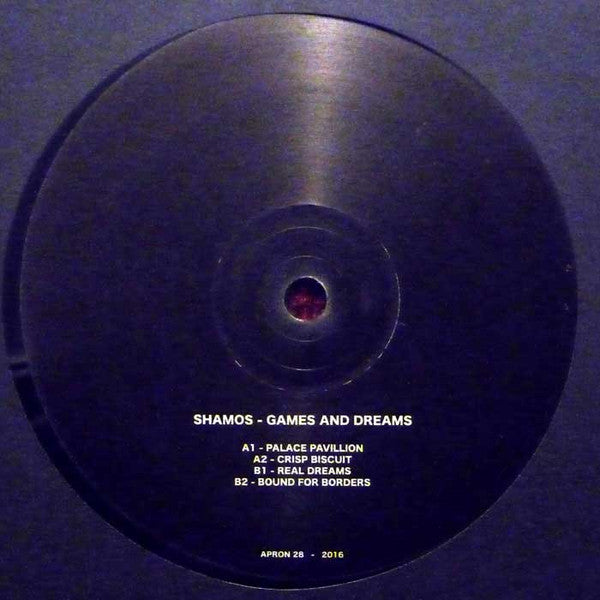 SHAMOS - GAMES AND DREAMS
A1 - PALACE PAVILLION
A2 - CRISP BISCUIT
B1 - REAL DREAMS
B2 - BOUND FOR BORDERS
APRON 28 - 2016